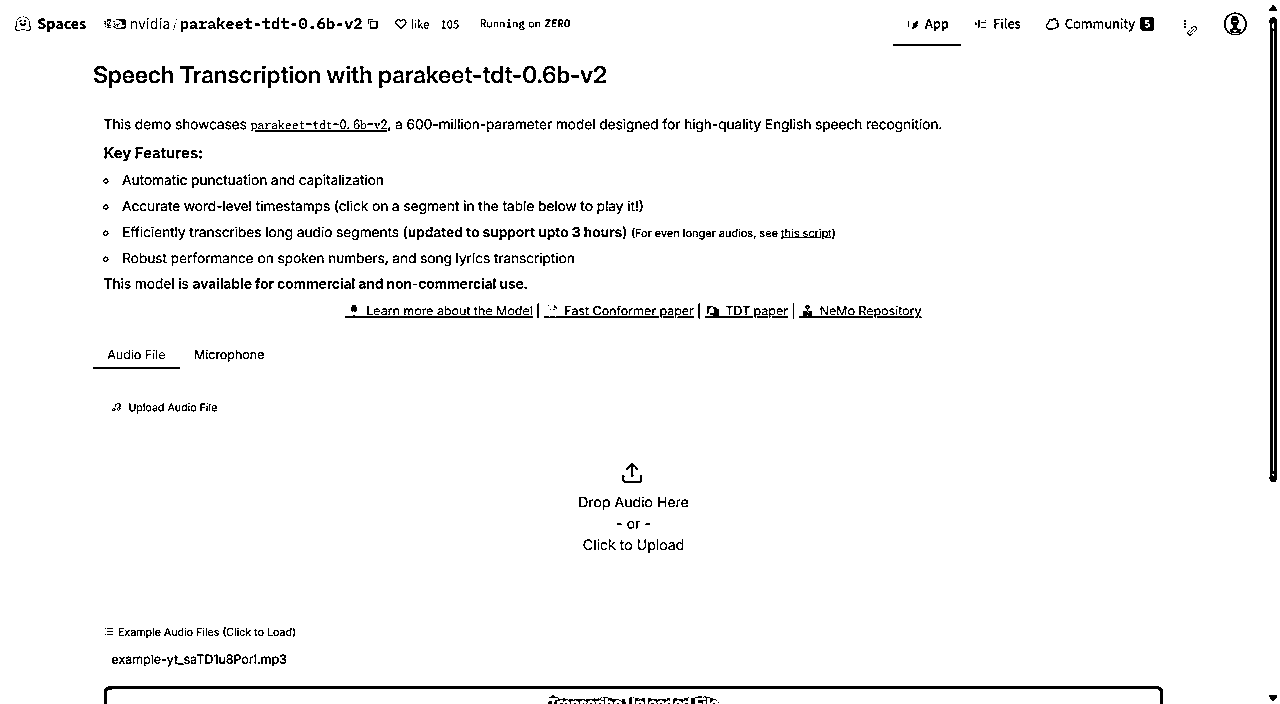 Spaces nvidia/parakeet-tdt-0.6b-v2 like 105 Running on ZERO App Files Community 5
Speech Transcription with parakeet-tdt-0.6b-v2
This demo showcases parakeet-tdt-0.6b-v2, a 600-million-parameter model designed for high-quality English speech recognition.
Key Features:
Automatic punctuation and capitalization
Accurate word-level timestamps (click on a segment in the table below to play it!)
Efficiently transcribes long audio segments (updated to support upto 3 hours) (For even longer audios, see this script)
Robust performance on spoken numbers, and song lyrics transcription
This model is available for commercial and non-commercial use.
Learn more about the Model | Fast Conformer paper | TDT paper | NeMo Repository
Audio File Microphone
Upload Audio File
Drop Audio Here
- or -
Click to Upload
Example Audio Files (Click to Load)
example-yt_saTD1u8PorI.mp3
Transcribe Uploaded File